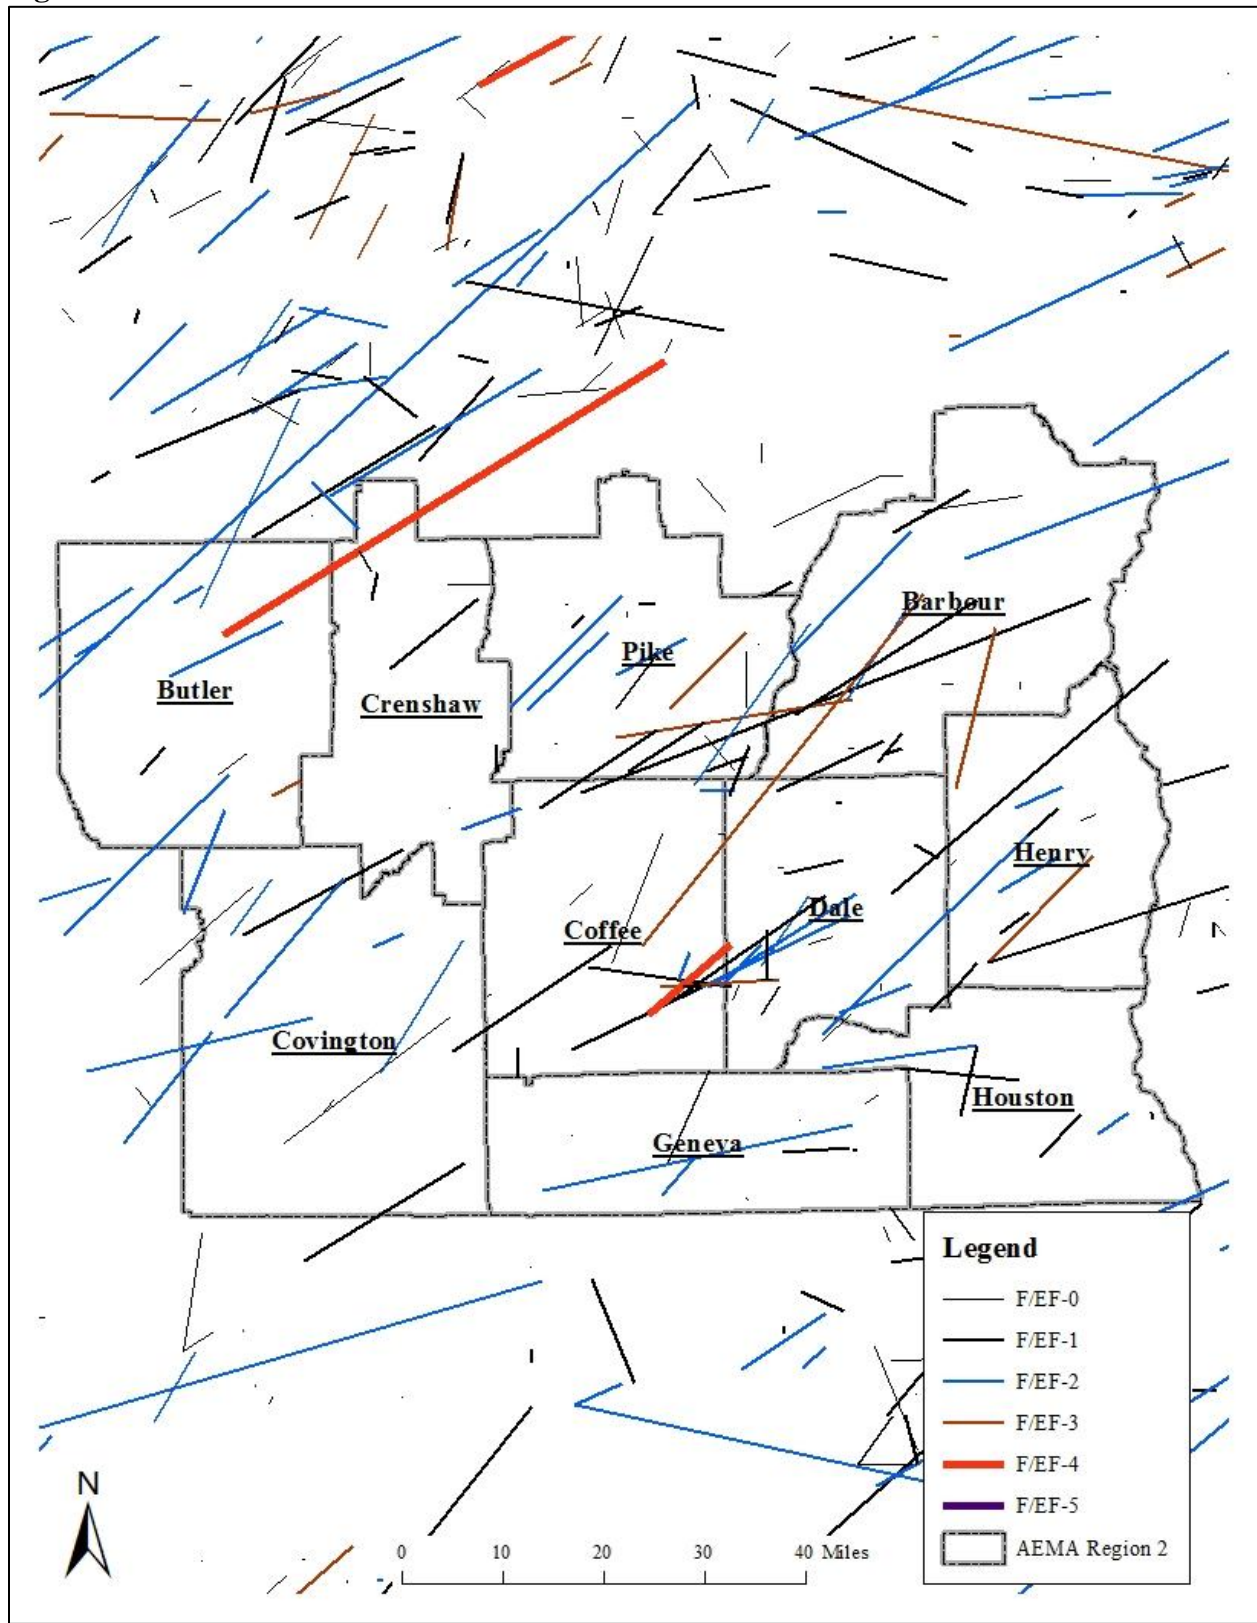 Barbour
Pike
Butler
Crenshaw
Henry
Dale
Coffee
Covington
Houston
Geneva
Legend
F/EF-0
F/EF-1
F/EF-2
F/EF-3
F/EF-4
F/EF-5
AEMA Region 2
N
0 10 20 30 40 Miles